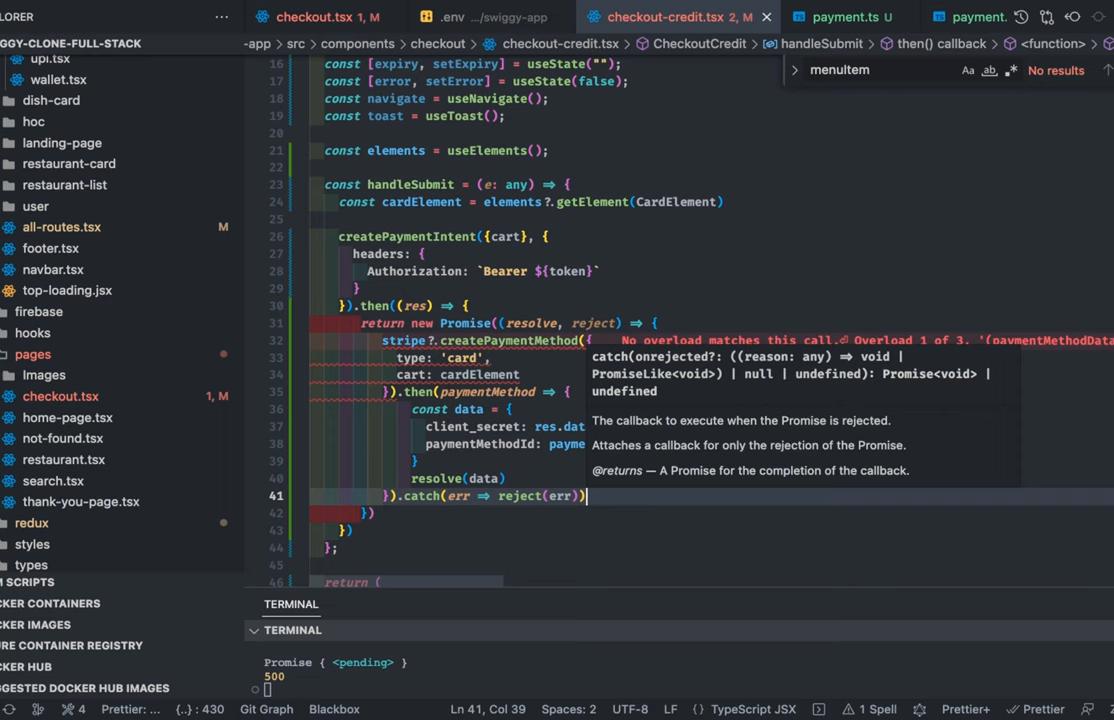 LORER ...
checkout.tsx 1, M
.env .../swiggy-app
checkout-credit.tsx 2, M
payment.ts U
payment.
GGY-CLONE-FULL-STACK
-app > src > components > checkout > checkout-credit.tsx > CheckoutCredit > handleSubmit > then() callback > <function>
menuItem
Aa ab .* No results
upi.tsx
wallet.tsx
dish-card
hoc
landing-page
restaurant-card
restaurant-list
user
all-routes.tsx M
footer.tsx
navbar.tsx
top-loading.jsx
firebase
hooks
pages
Images
checkout.tsx 1, M
home-page.tsx
not-found.tsx
restaurant.tsx
search.tsx
thank-you-page.tsx
redux
styles
types
M SCRIPTS
CKER CONTAINERS
CKER IMAGES
URE CONTAINER REGISTRY
CKER HUB
GGESTED DOCKER HUB IMAGES
16 const [expiry, setExpiry] = useState("");
17 const [error, setError] = useState(false);
18 const navigate = useNavigate();
19 const toast = useToast();
20
21 const elements = useElements();
22
23 const handleSubmit = (e: any) => {
24 const cardElement = elements?.getElement(CardElement)
25
26 createPaymentIntent({cart}, {
27 headers: {
28 Authorization: `Bearer ${token}`
29 }
30 }).then((res) => {
31 return new Promise((resolve, reject) => {
32 stripe?.createPaymentMethod({ No overload matches this call.⏎ Overload 1 of 3, '(paymentMethodData
33 type: 'card',
34 cart: cardElement
35 }).then(paymentMethod => {
36 const data = {
37 client_secret: res.dat
38 paymentMethodId: payme
39 }
40 resolve(data)
41 }).catch(err => reject(err))
42 })
43 })
44 };
45
46 return (
catch(onrejected?: ((reason: any) => void |
PromiseLike<void>) | null | undefined): Promise<void> |
undefined
The callback to execute when the Promise is rejected.
Attaches a callback for only the rejection of the Promise.
@returns — A Promise for the completion of the callback.
TERMINAL
TERMINAL
Promise { <pending> }
500
4 Prettier: ... {..} : 430 Git Graph Blackbox Ln 41, Col 39 Spaces: 2 UTF-8 LF {} TypeScript JSX 1 Spell Prettier+ Prettier